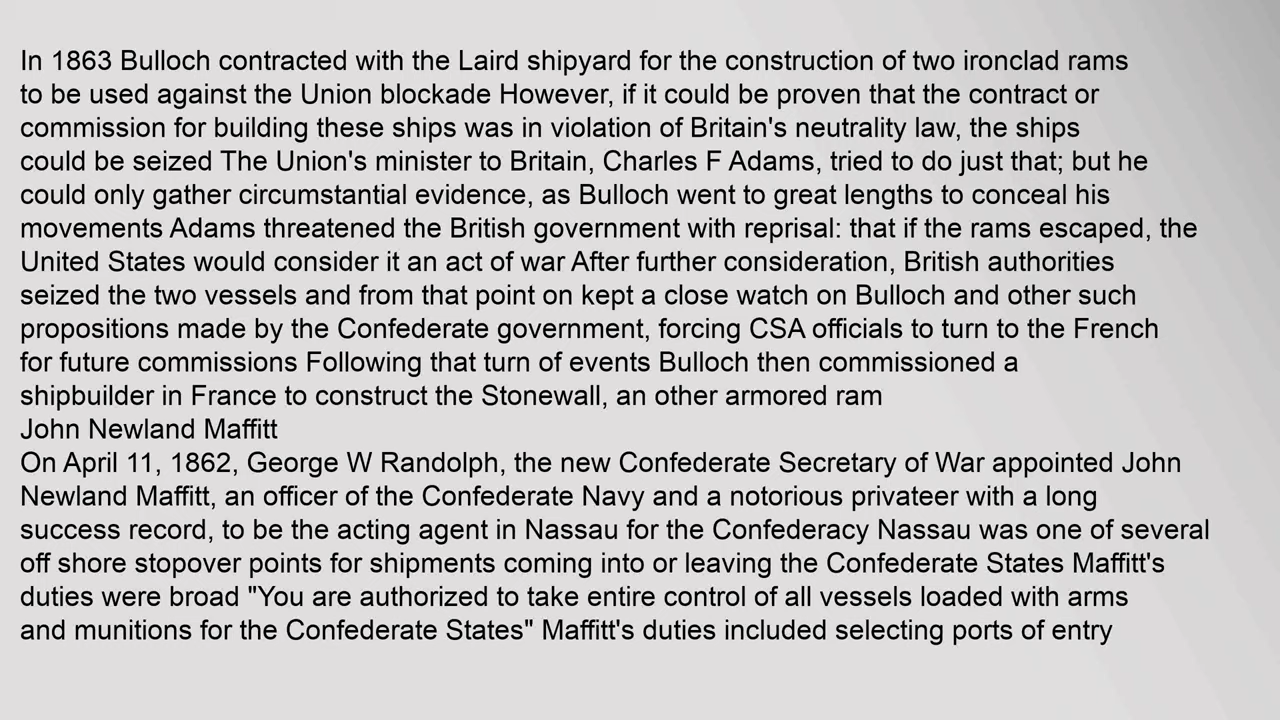 In 1863 Bulloch contracted with the Laird shipyard for the construction of two ironclad rams
to be used against the Union blockade However, if it could be proven that the contract or
commission for building these ships was in violation of Britain's neutrality law, the ships
could be seized The Union's minister to Britain, Charles F Adams, tried to do just that; but he
could only gather circumstantial evidence, as Bulloch went to great lengths to conceal his
movements Adams threatened the British government with reprisal: that if the rams escaped, the
United States would consider it an act of war After further consideration, British authorities
seized the two vessels and from that point on kept a close watch on Bulloch and other such
propositions made by the Confederate government, forcing CSA officials to turn to the French
for future commissions Following that turn of events Bulloch then commissioned a
shipbuilder in France to construct the Stonewall, an other armored ram
John Newland Maffitt
On April 11, 1862, George W Randolph, the new Confederate Secretary of War appointed John
Newland Maffitt, an officer of the Confederate Navy and a notorious privateer with a long
success record, to be the acting agent in Nassau for the Confederacy Nassau was one of several
off shore stopover points for shipments coming into or leaving the Confederate States Maffitt's
duties were broad "You are authorized to take entire control of all vessels loaded with arms
and munitions for the Confederate States" Maffitt's duties included selecting ports of entry